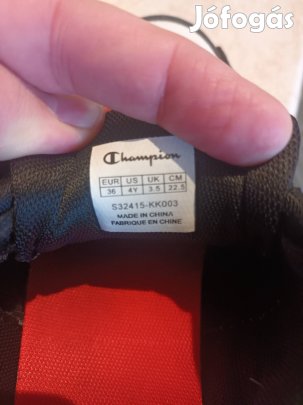 Jófogás
Champion
EUR US UK CM
36 4Y 3.5 22.5
S32415-KK003
MADE IN CHINA
FABRIQUE EN CHINE